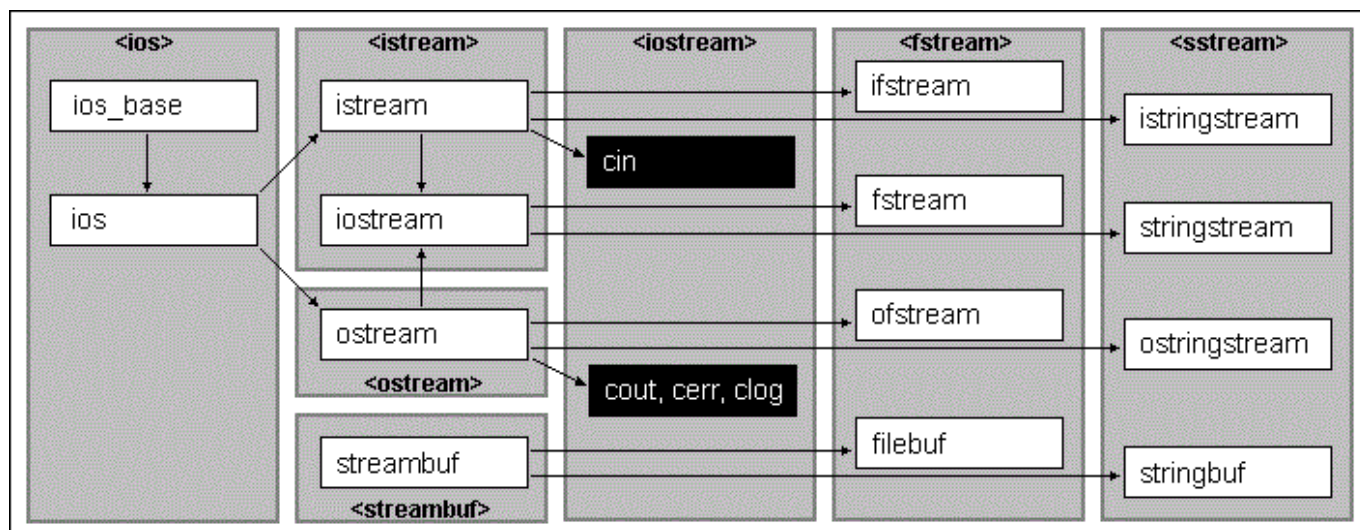 <ios>
ios_base
ios
<istream>
istream
iostream
ostream
<ostream>
streambuf
<streambuf>
<iostream>
cin
cout, cerr, clog
<fstream>
ifstream
fstream
ofstream
filebuf
<sstream>
istringstream
stringstream
ostringstream
stringbuf